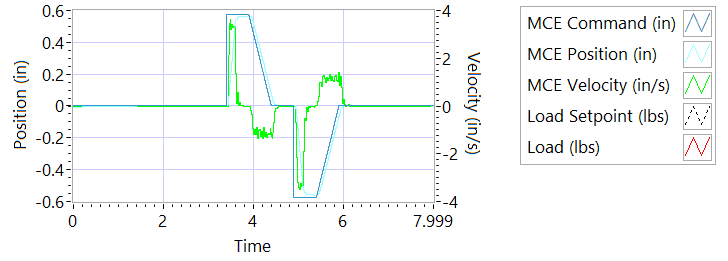 0.6
0.4
0.2
0
-0.2
-0.4
-0.6
Position (in)
4
2
0
-2
-4
Velocity (in/s)
0
2
4
6
7.999
Time
MCE Command (in)
MCE Position (in)
MCE Velocity (in/s)
Load Setpoint (lbs)
Load (lbs)